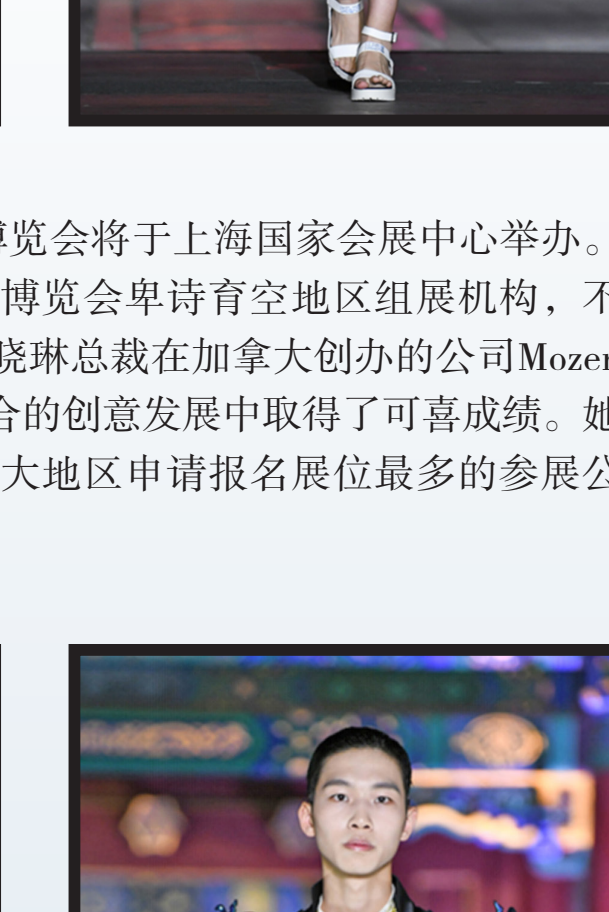 博览会将于上海国家会展中心举办。
博览会卑诗育空地区组展机构，不
晓琳总裁在加拿大创办的公司Mozer
合的创意发展中取得了可喜成绩。她
大地区申请报名展位最多的参展公